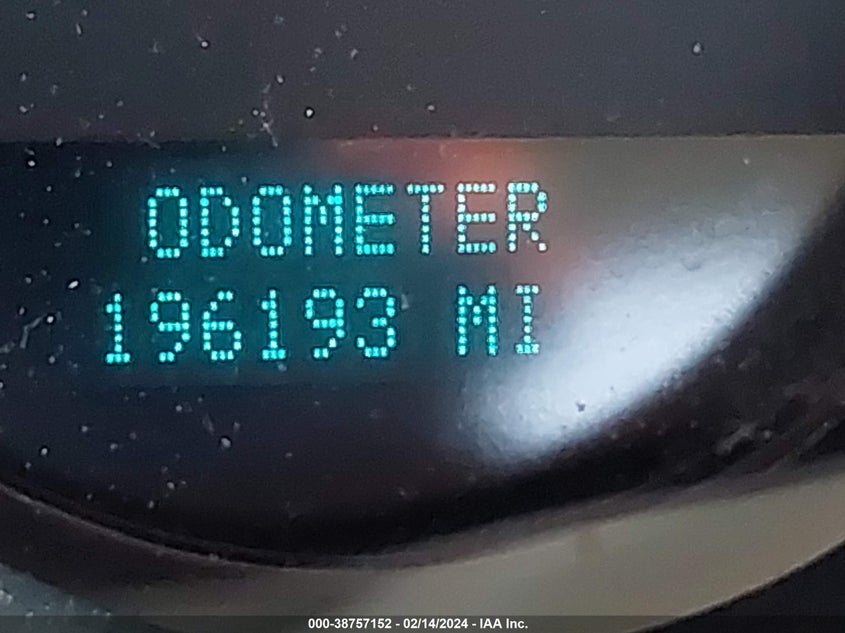 ODOMETER
196193 MI
000-38757152 - 02/14/2024 - IAA Inc.